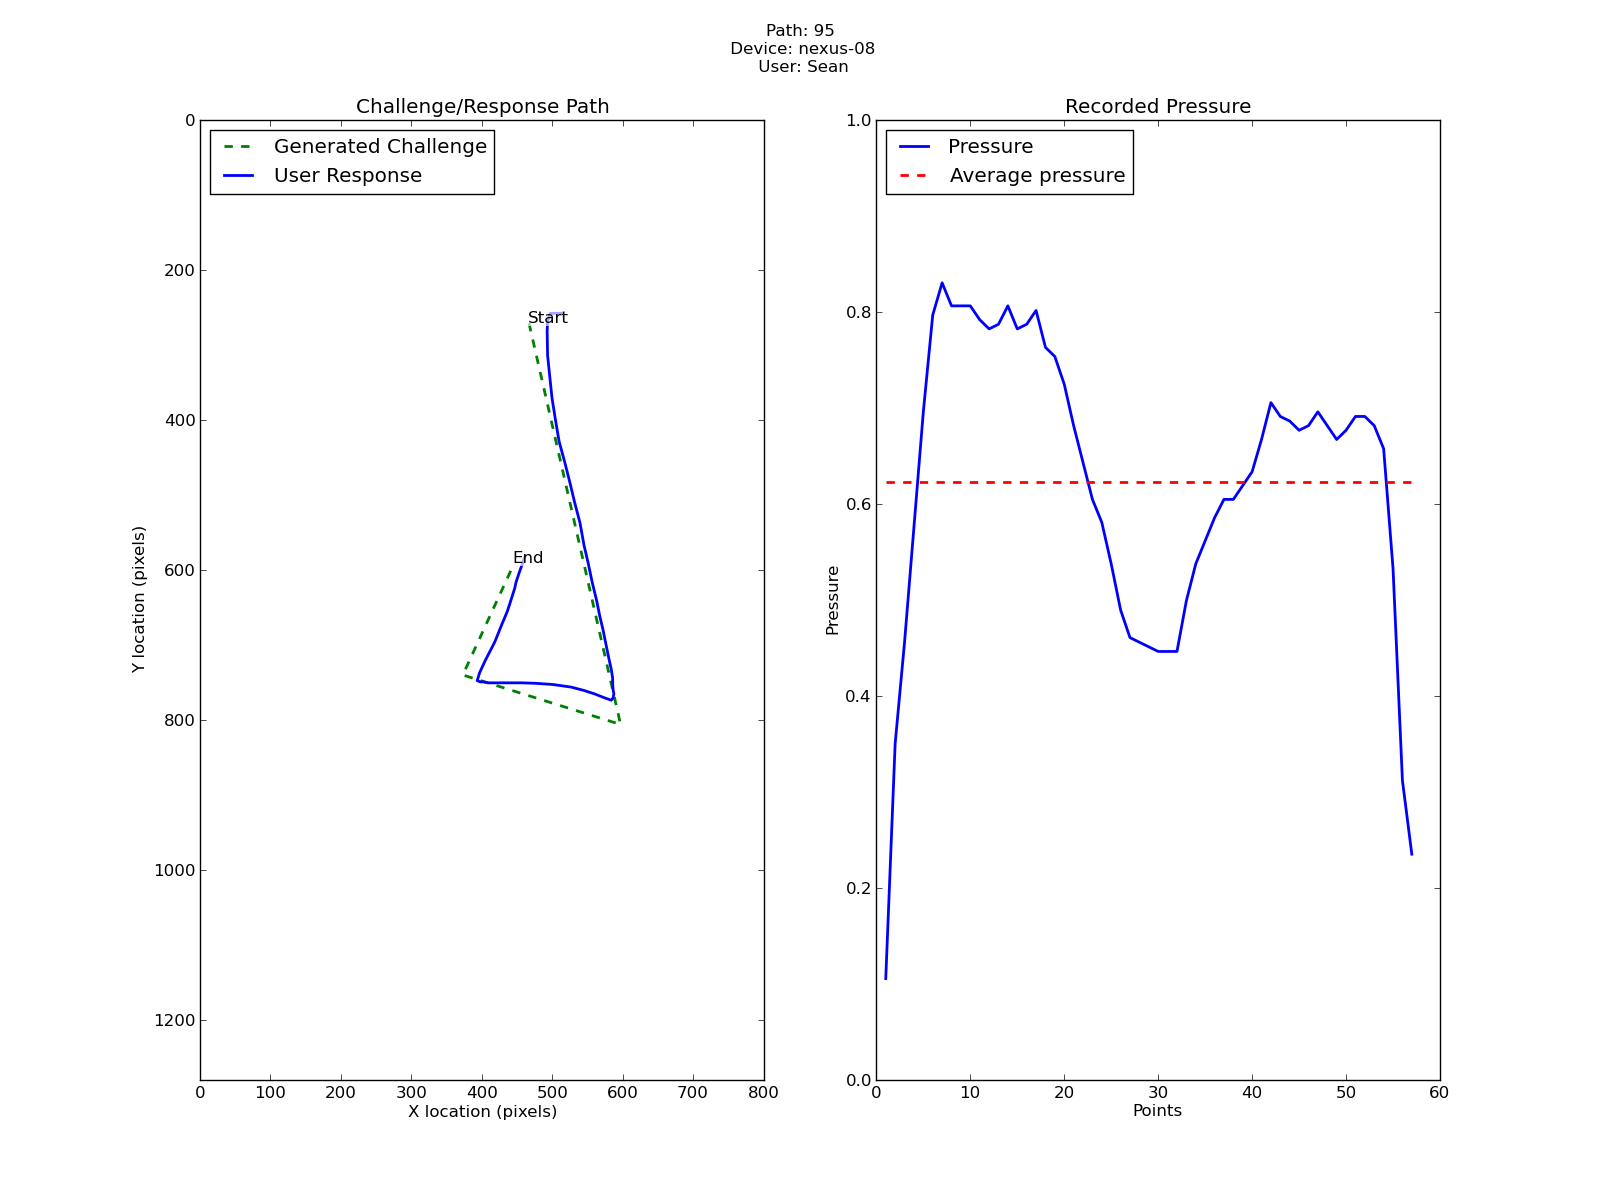 Path: 95
Device: nexus-08
User: Sean
Challenge/Response Path
Generated Challenge
User Response
Start
End
0
200
400
600
800
1000
1200
Y location (pixels)
0 100 200 300 400 500 600 700 800
X location (pixels)
Recorded Pressure
Pressure
Average pressure
1.0
0.8
0.6
0.4
0.2
0.0
Pressure
0 10 20 30 40 50 60
Points